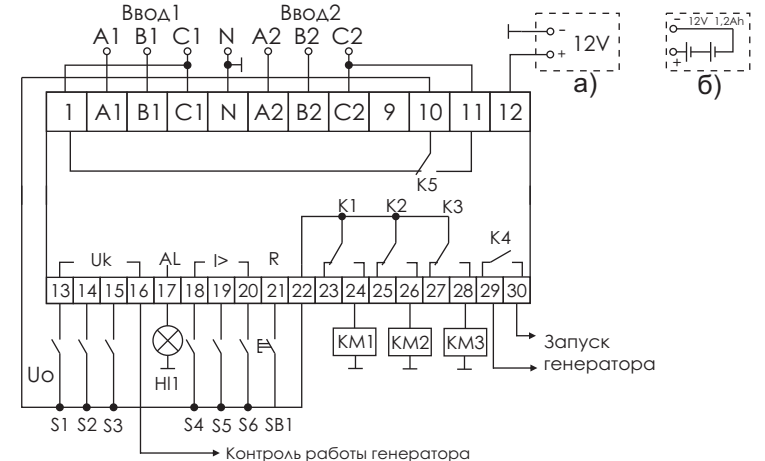 Ввод1 Ввод2
A1 B1 C1 N A2 B2 C2
- 12V 1,2Ah
- + 12V
+
а) б)
1 A1 B1 C1 N A2 B2 C2 9 10 11 12
K5
K1 K2 K3
K4
Uk AL I> R
13 14 15 16 17 18 19 20 21 22 23 24 25 26 27 28 29 30
KM1 KM2 KM3
Запуск
генератора
Uo
HI1
E
S1 S2 S3 S4 S5 S6 SB1
Контроль работы генератора